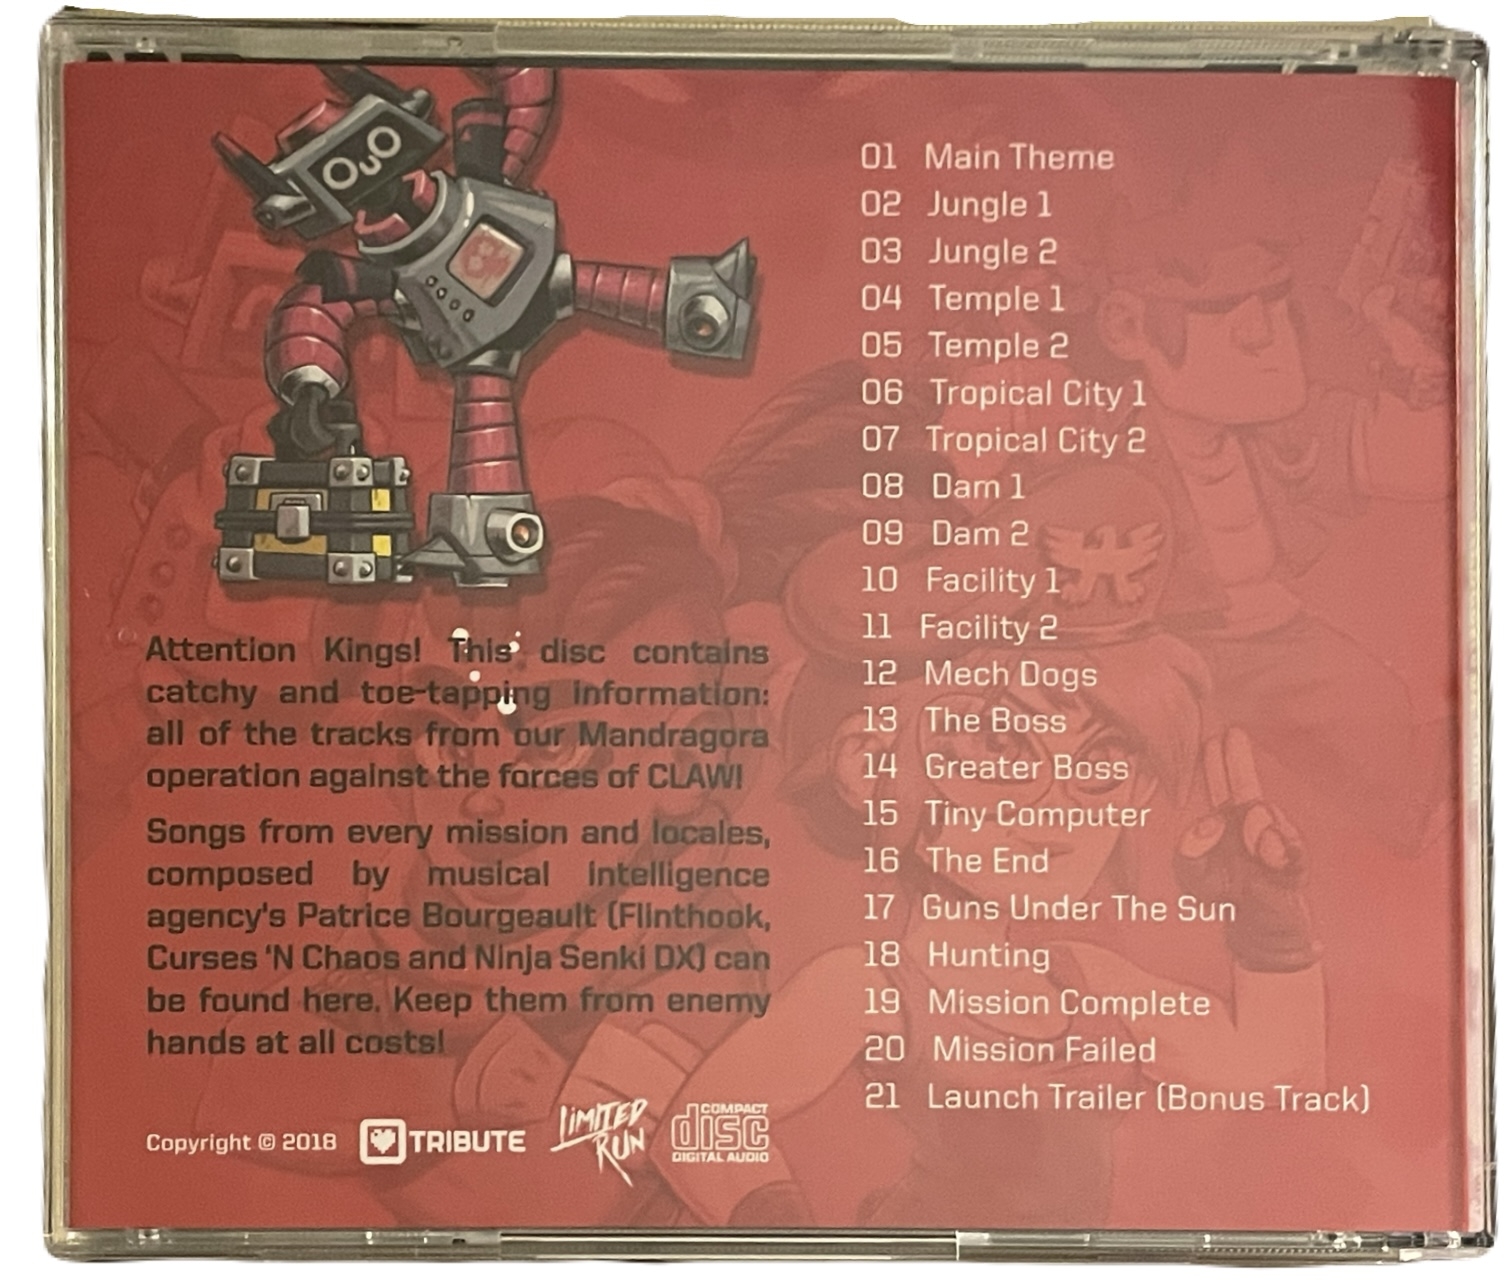 Attention Kings! This disc contains
catchy and toe-tapping information:
all of the tracks from our Mandragora
operation against the forces of CLAW!
Songs from every mission and locales,
composed by musical intelligence
agency's Patrice Bourgeault (Flinthook,
Curses 'N Chaos and Ninja Senki DX) can
be found here. Keep them from enemy
hands at all costs!
Copyright © 2018
TRIBUTE
LIMITED
RUN
COMPACT
disc
DIGITAL AUDIO
01 Main Theme
02 Jungle 1
03 Jungle 2
04 Temple 1
05 Temple 2
06 Tropical City 1
07 Tropical City 2
08 Dam 1
09 Dam 2
10 Facility 1
11 Facility 2
12 Mech Dogs
13 The Boss
14 Greater Boss
15 Tiny Computer
16 The End
17 Guns Under The Sun
18 Hunting
19 Mission Complete
20 Mission Failed
21 Launch Trailer (Bonus Track)